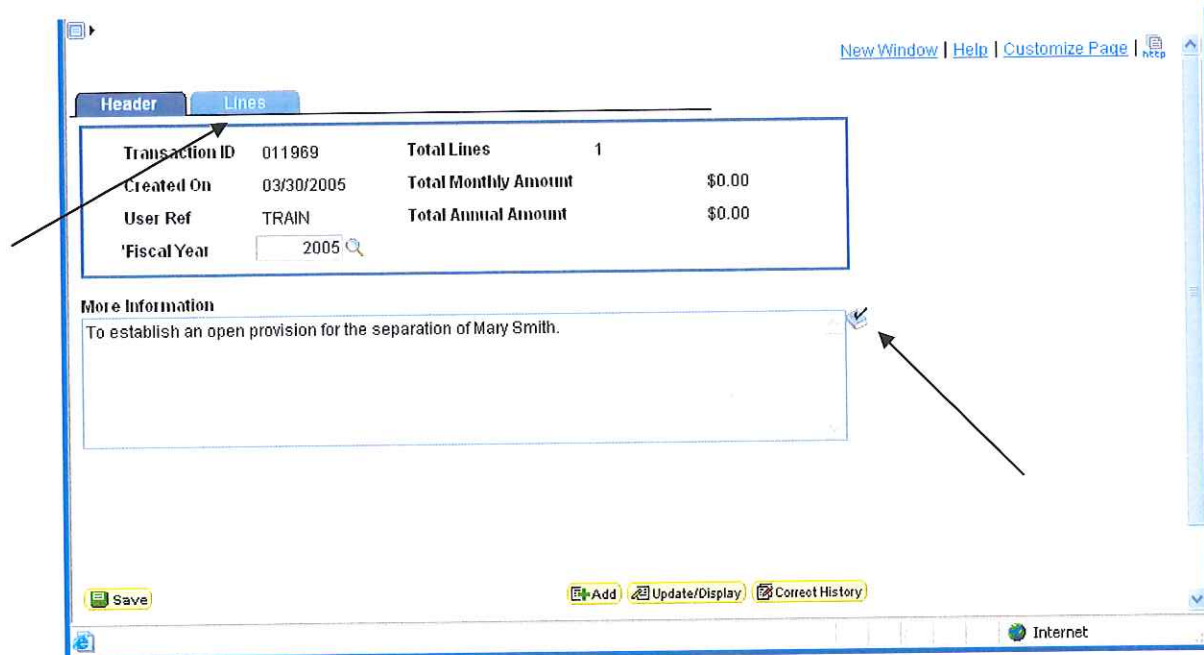 New Window | Help | Customize Page | http
Header Lines
Transaction ID 011969 Total Lines 1
Created On 03/30/2005 Total Monthly Amount $0.00
User Ref TRAIN Total Annual Amount $0.00
'Fiscal Year 2005
More Information
To establish an open provision for the separation of Mary Smith.
Save Add Update/Display Correct History
Internet